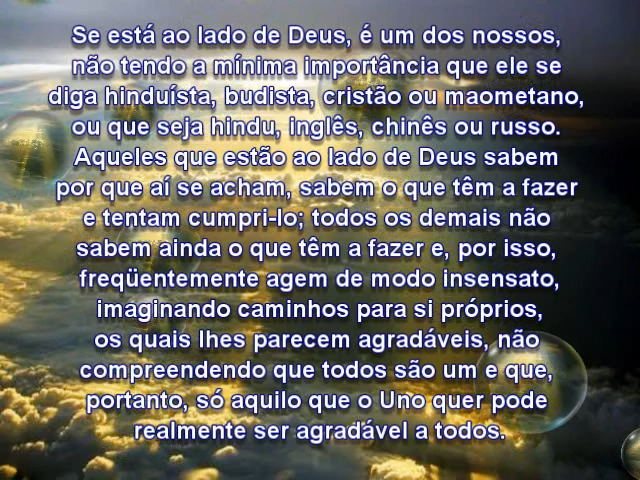 Se está ao lado de Deus, é um dos nossos,
não tendo a mínima importância que ele se
diga hinduísta, budista, cristão ou maometano,
ou que seja hindu, inglês, chinês ou russo.
Aqueles que estão ao lado de Deus sabem
por que aí se acham, sabem o que têm a fazer
e tentam cumpri-lo; todos os demais não
sabem ainda o que têm a fazer e, por isso,
freqüentemente agem de modo insensato,
imaginando caminhos para si próprios,
os quais lhes parecem agradáveis, não
compreendendo que todos são um e que,
portanto, só aquilo que o Uno quer pode
realmente ser agradável a todos.